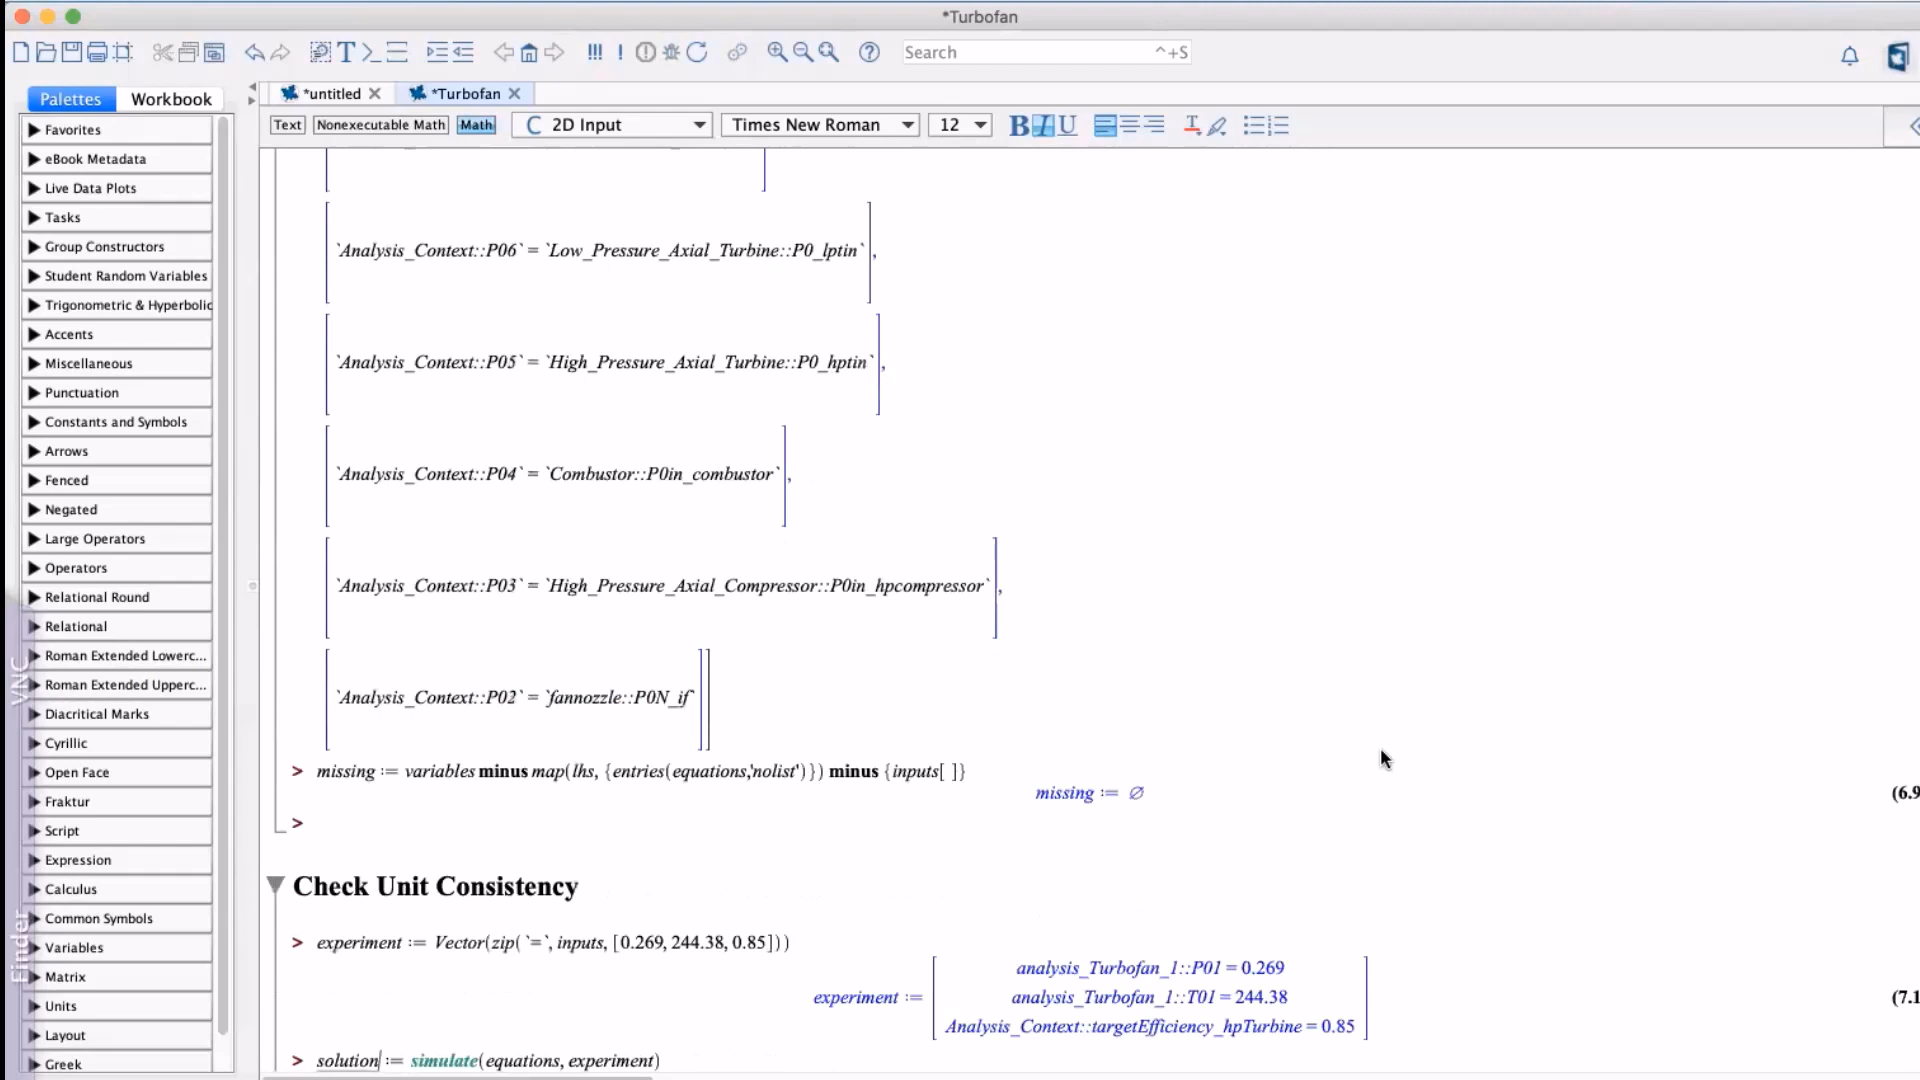 *Turbofan
Search ^+S
Palettes Workbook
*untitled *Turbofan
Text Nonexecutable Math Math C 2D Input Times New Roman 12 B I U
Favorites
eBook Metadata
Live Data Plots
Tasks
Group Constructors
Student Random Variables
Trigonometric & Hyperbolic
Accents
Miscellaneous
Punctuation
Constants and Symbols
Arrows
Fenced
Negated
Large Operators
Operators
Relational Round
Relational
Roman Extended Lowerc...
Roman Extended Upperc...
Diacritical Marks
Cyrillic
Open Face
Fraktur
Script
Expression
Calculus
Common Symbols
Variables
Matrix
Units
Layout
Greek
VNC
Finder
`Analysis_Context::P06` = `Low_Pressure_Axial_Turbine::P0_lptin`,
`Analysis_Context::P05` = `High_Pressure_Axial_Turbine::P0_hptin`,
`Analysis_Context::P04` = `Combustor::P0in_combustor`,
`Analysis_Context::P03` = `High_Pressure_Axial_Compressor::P0in_hpcompressor`,
`Analysis_Context::P02` = `fannozzle::P0N_if`
> missing := variables minus map(lhs, {entries(equations,'nolist')}) minus {inputs[ ]}
missing := ∅ (6.9
>
Check Unit Consistency
> experiment := Vector(zip(`=`, inputs, [0.269, 244.38, 0.85]))
analysis_Turbofan_1::P01 = 0.269
experiment := analysis_Turbofan_1::T01 = 244.38 (7.1
Analysis_Context::targetEfficiency_hpTurbine = 0.85
> solution := simulate(equations, experiment)